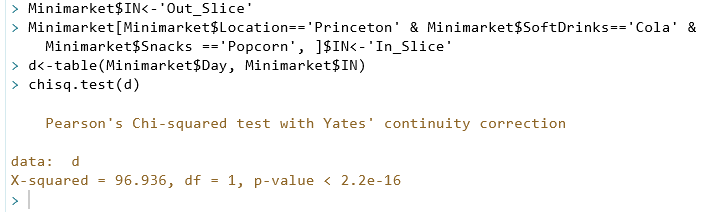 > Minimarket$IN<-'Out_Slice'
> Minimarket[Minimarket$Location=='Princeton' & Minimarket$SoftDrinks=='Cola' &
Minimarket$Snacks =='Popcorn', ]$IN<-'In_Slice'
> d<-table(Minimarket$Day, Minimarket$IN)
> chisq.test(d)
Pearson's Chi-squared test with Yates' continuity correction
data:  d
X-squared = 96.936, df = 1, p-value < 2.2e-16
>